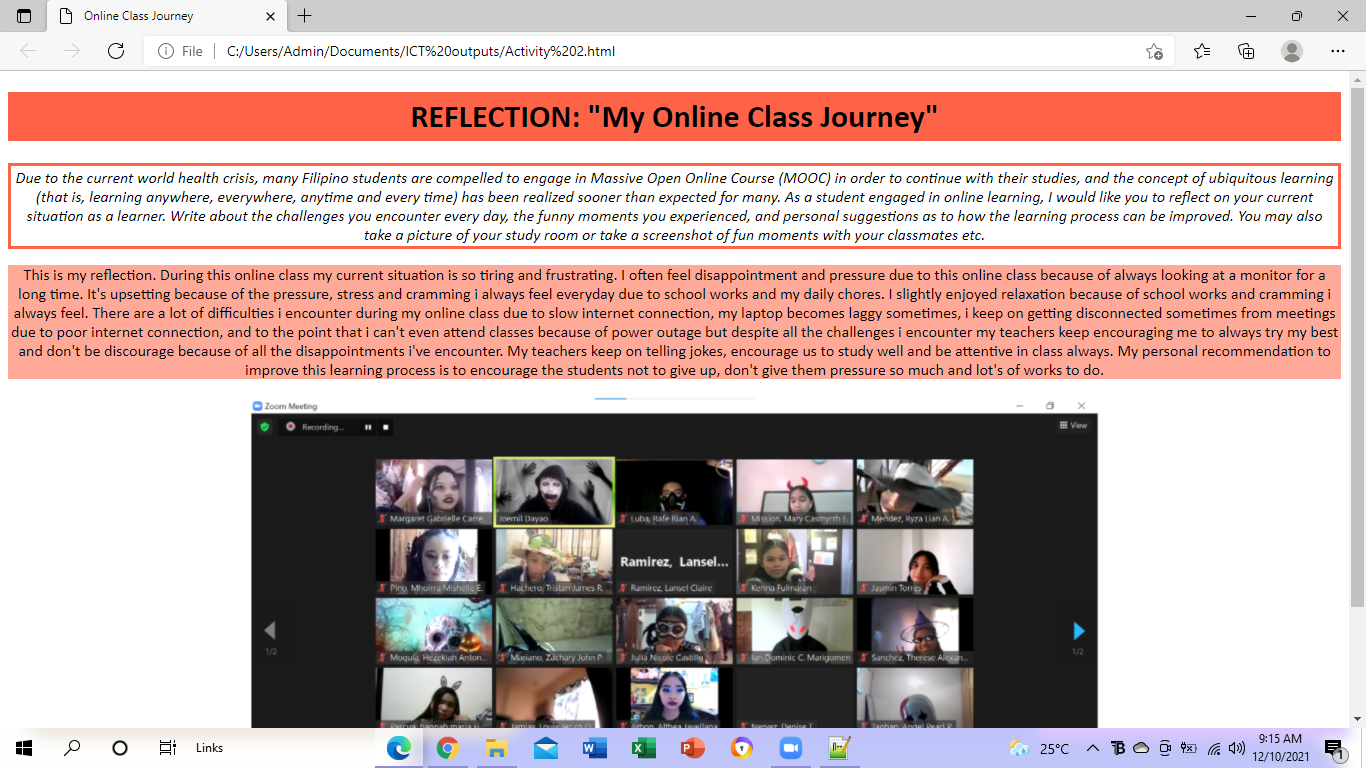 Online Class Journey
File
C:/Users/Admin/Documents/ICT%20outputs/Activity%202.html
REFLECTION: "My Online Class Journey"
Due to the current world health crisis, many Filipino students are compelled to engage in Massive Open Online Course (MOOC) in order to continue with their studies, and the concept of ubiquitous learning
(that is, learning anywhere, everywhere, anytime and every time) has been realized sooner than expected for many. As a student engaged in online learning, I would like you to reflect on your current
situation as a learner. Write about the challenges you encounter every day, the funny moments you experienced, and personal suggestions as to how the learning process can be improved. You may also
take a picture of your study room or take a screenshot of fun moments with your classmates etc.
This is my reflection. During this online class my current situation is so tiring and frustrating. I often feel disappointment and pressure due to this online class because of always looking at a monitor for a
long time. It's upsetting because of the pressure, stress and cramming i always feel everyday due to school works and my daily chores. I slightly enjoyed relaxation because of school works and cramming i
always feel. There are a lot of difficulties i encounter during my online class due to slow internet connection, my laptop becomes laggy sometimes, i keep on getting disconnected sometimes from meetings
due to poor internet connection, and to the point that i can't even attend classes because of power outage but despite all the challenges i encounter my teachers keep encouraging me to always try my best
and don't be discourage because of all the disappointments i've encounter. My teachers keep on telling jokes, encourage us to study well and be attentive in class always. My personal recommendation to
improve this learning process is to encourage the students not to give up, don't give them pressure so much and lot's of works to do.
Zoom Meeting
Recording...
View
Margaret Gabrielle Carre...
Joemil Dayao
Luba, Rafe Rian A.
Mission, Mary Casmyrrh E.
Mendez, Ryza Lian A.
Pino, Mhoirra Mishelle E.
Hachero, Tristan James R.
Ramirez, Lansel...
Ramirez, Lansel Claire
Kenna Fulmaran
Jasmin Torres
1/2
1/2
Mogula, Hezekiah Anton...
Mariano, Zachary John P.
Julia Nicole Castillo
Ian Dominic C. Marigomen
Sanchez, Therese Alexan...
Links
25°C
9:15 AM
12/10/2021
1